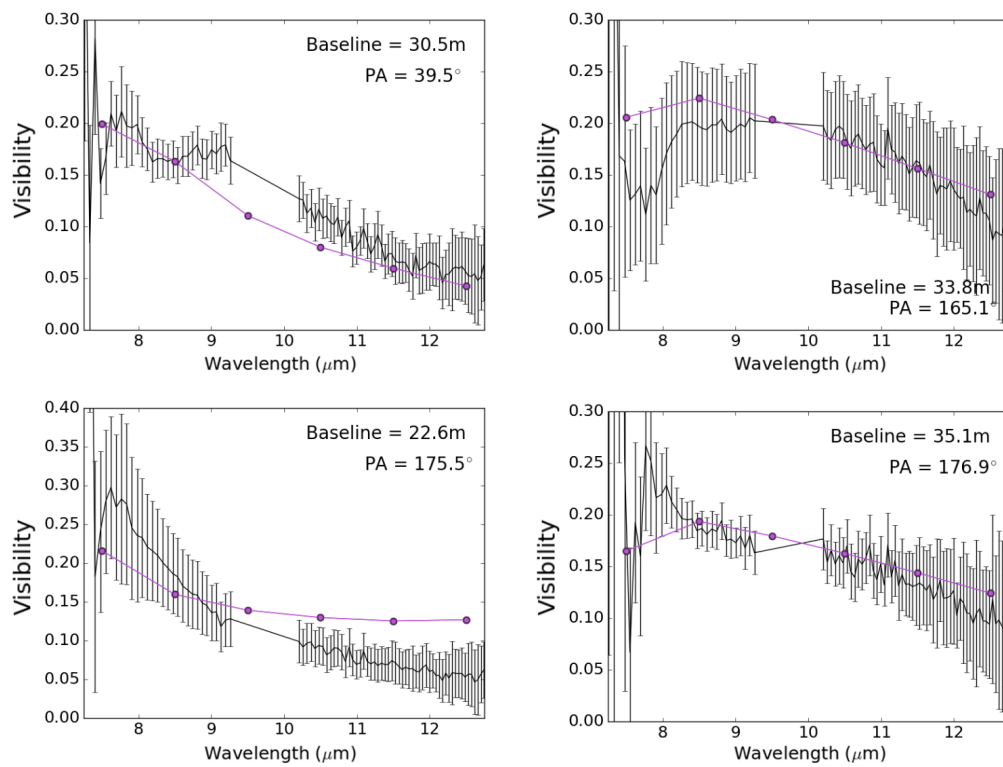 0.30
0.25
0.20
0.15
0.10
0.05
0.00
Visibility
Baseline = 30.5m
PA = 39.5°
8 9 10 11 12
Wavelength (μm)
0.30
0.25
0.20
0.15
0.10
0.05
0.00
Visibility
Baseline = 33.8m
PA = 165.1°
8 9 10 11 12
Wavelength (μm)
0.40
0.35
0.30
0.25
0.20
0.15
0.10
0.05
0.00
Visibility
Baseline = 22.6m
PA = 175.5°
8 9 10 11 12
Wavelength (μm)
0.30
0.25
0.20
0.15
0.10
0.05
0.00
Visibility
Baseline = 35.1m
PA = 176.9°
8 9 10 11 12
Wavelength (μm)